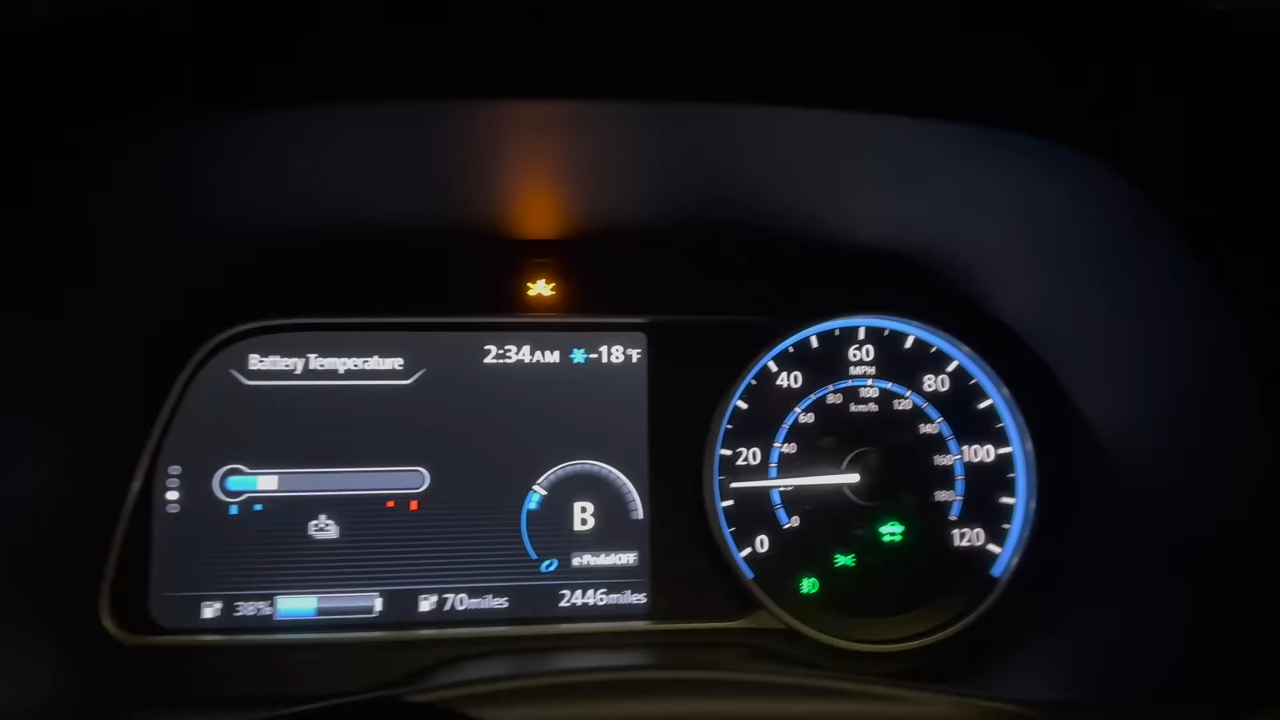 Battery Temperature
2:34AM -18°F
B
e-Pedal OFF
38% 70miles 2446miles
0
20
40
60
80
100
120
MPH
0
40
60
80
100
120
140
160
180
km/h